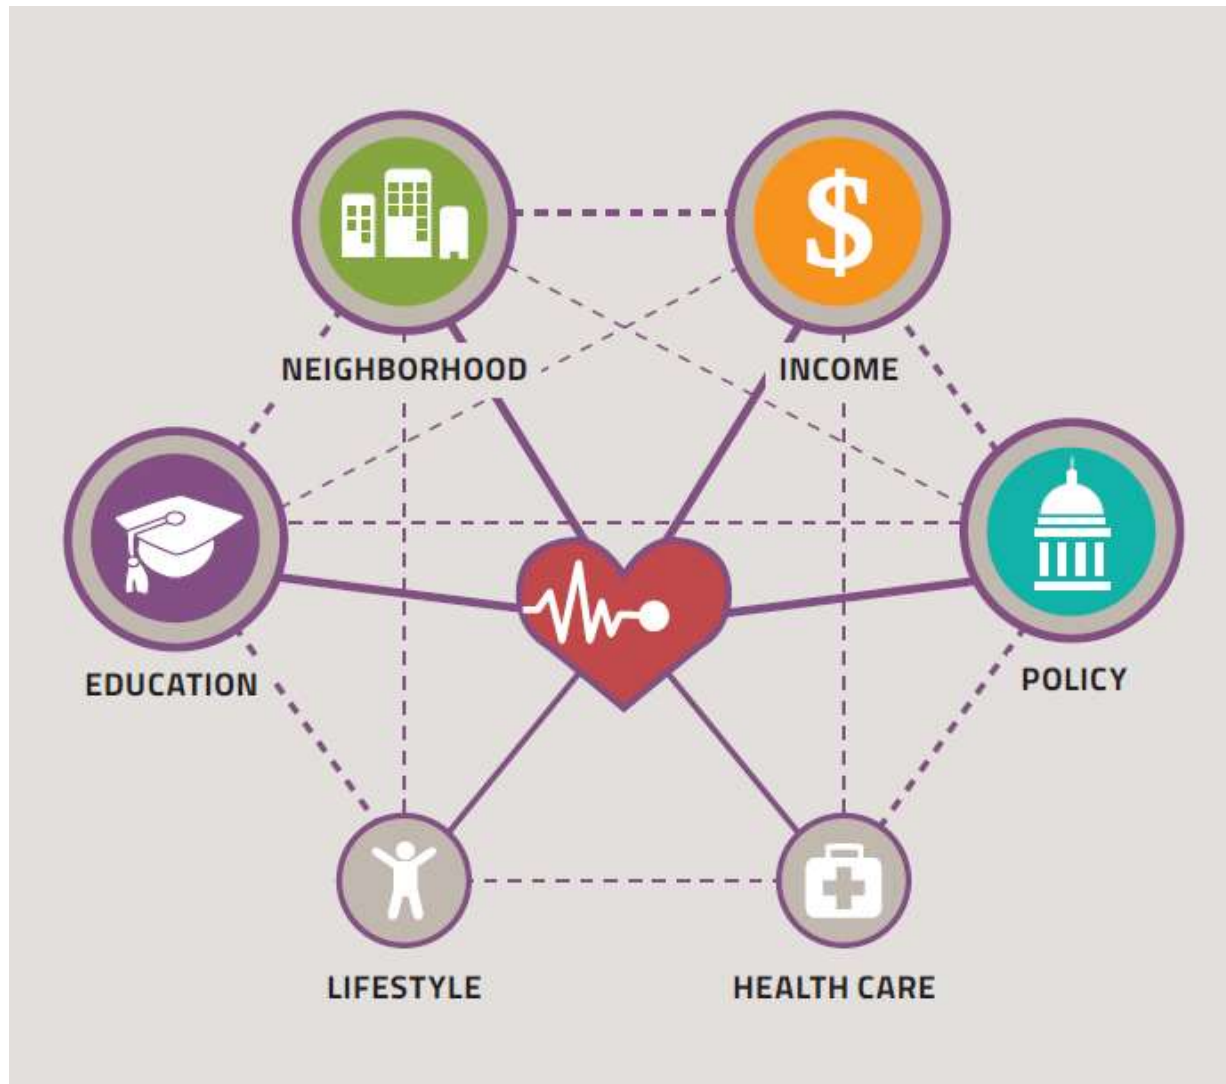 $
NEIGHBORHOOD
INCOME
EDUCATION
POLICY
LIFESTYLE
HEALTH CARE